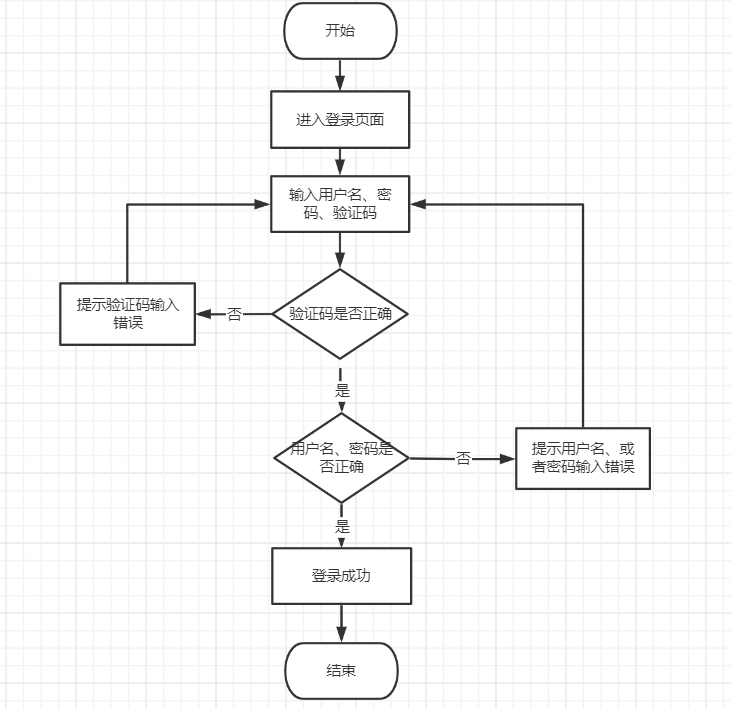 开始
进入登录页面
输入用户名、密
码、验证码
提示验证码输入
错误
否
验证码是否正确
是
用户名、密码是
否正确
否
提示用户名、或
者密码输入错误
是
登录成功
结束